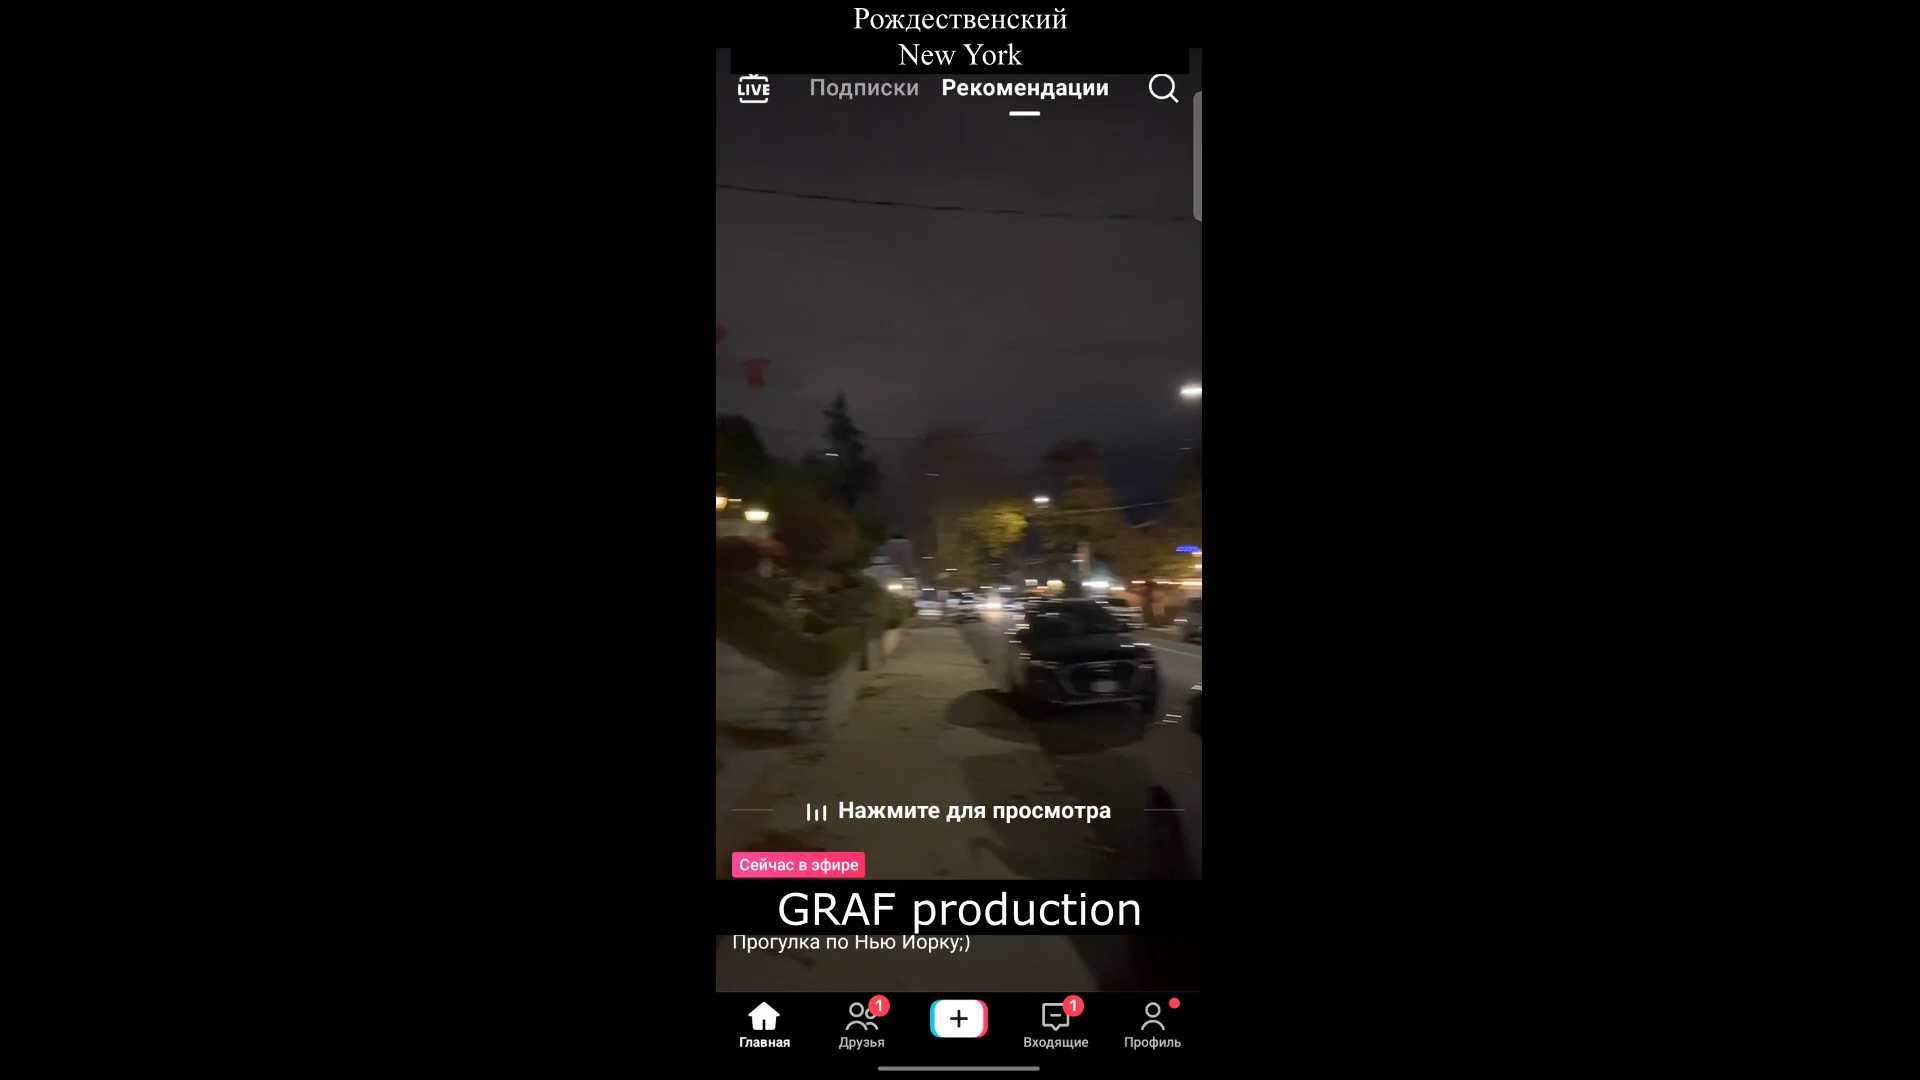 Рождественский
New York
LIVE
Подписки
Рекомендации
Нажмите для просмотра
Сейчас в эфире
GRAF production
Прогулка по Нью Йорку;)
Главная
Друзья
1
Входящие
1
Профиль